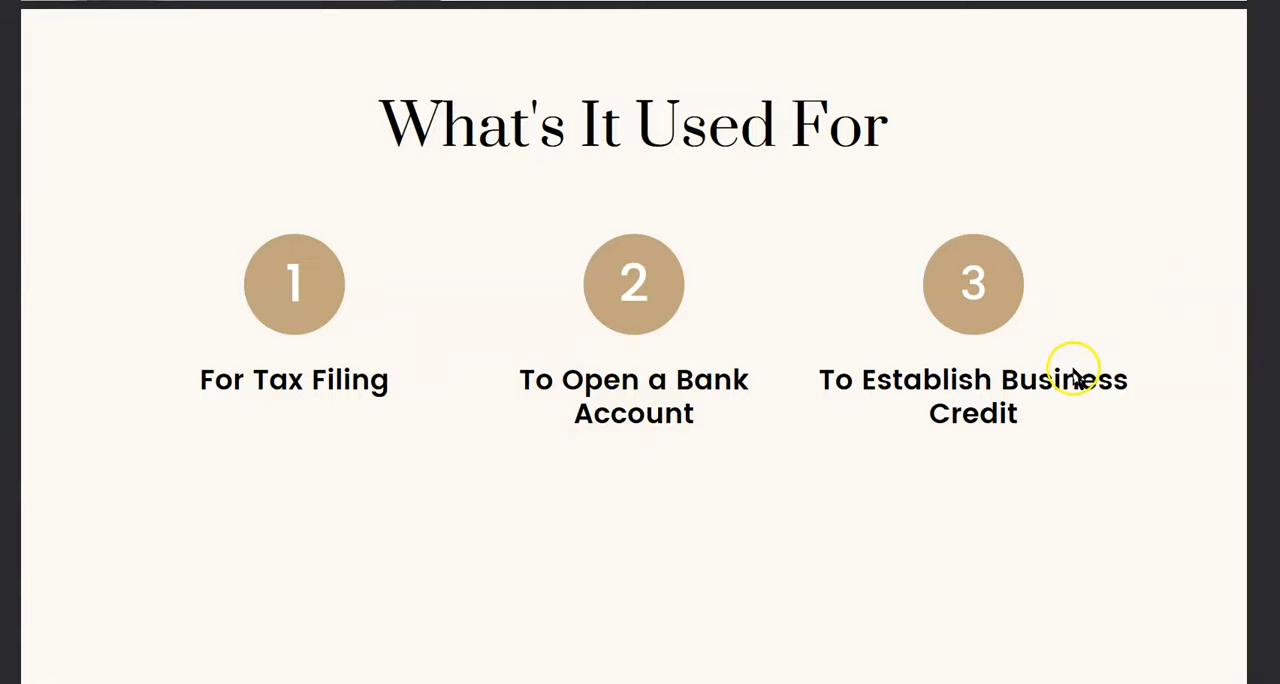 What's It Used For
1
For Tax Filing
2
To Open a Bank
Account
3
To Establish Business
Credit